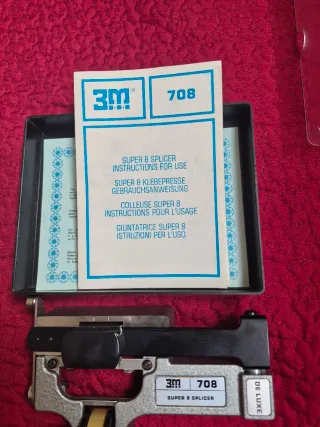 3M
708
SUPER 8 SPLICER
INSTRUCTIONS FOR USE
SUPER 8 KLEBEPRESSE
GEBRAUCHSANWEISUNG
COLLEUSE SUPER 8
INSTRUCTIONS POUR L'USAGE
GIUNTATRICE SUPER 8
ISTRUZIONI PER L'USO
3M
708
SUPER 8 SPLICER
DE LUXE